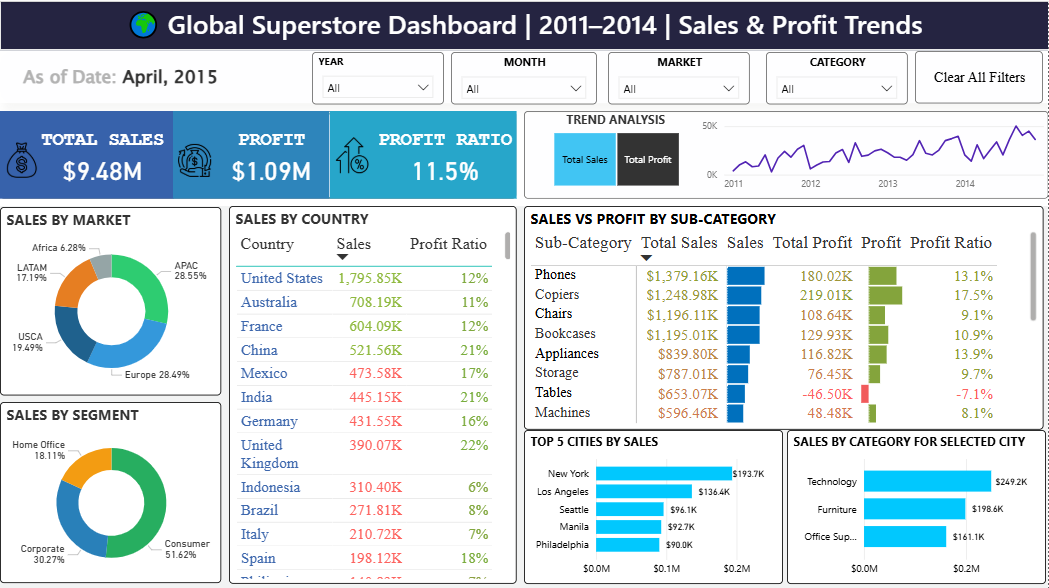 Global Superstore Dashboard | 2011–2014 | Sales & Profit Trends
As of Date: April, 2015
YEAR
All
MONTH
All
MARKET
All
CATEGORY
All
Clear All Filters
TOTAL SALES
$9.48M
PROFIT
$1.09M
PROFIT RATIO
11.5%
TREND ANALYSIS
Total Sales
Total Profit
50K
0K
2011 2012 2013 2014
SALES BY MARKET
Africa 6.28%
APAC
28.55%
LATAM
17.19%
USCA
19.49%
Europe 28.49%
SALES BY SEGMENT
Home Office
18.11%
Corporate
30.27%
Consumer
51.62%
SALES BY COUNTRY
Country Sales Profit Ratio
United States 1,795.85K 12%
Australia 708.19K 11%
France 604.09K 12%
China 521.56K 21%
Mexico 473.58K 17%
India 445.15K 21%
Germany 431.55K 16%
United
Kingdom 390.07K 22%
Indonesia 310.40K 6%
Brazil 271.81K 8%
Italy 210.72K 7%
Spain 198.12K 18%
SALES VS PROFIT BY SUB-CATEGORY
Sub-Category Total Sales Sales Total Profit Profit Profit Ratio
Phones $1,379.16K 180.02K 13.1%
Copiers $1,248.98K 219.01K 17.5%
Chairs $1,196.11K 108.64K 9.1%
Bookcases $1,195.01K 129.93K 10.9%
Appliances $839.80K 116.82K 13.9%
Storage $787.01K 76.45K 9.7%
Tables $653.07K -46.50K -7.1%
Machines $596.46K 48.48K 8.1%
TOP 5 CITIES BY SALES
New York $193.7K
Los Angeles $136.4K
Seattle $96.1K
Manila $92.7K
Philadelphia $90.0K
$0.0M $0.1M $0.2M
SALES BY CATEGORY FOR SELECTED CITY
Technology $249.2K
Furniture $198.6K
Office Sup... $161.1K
$0.0M $0.2M